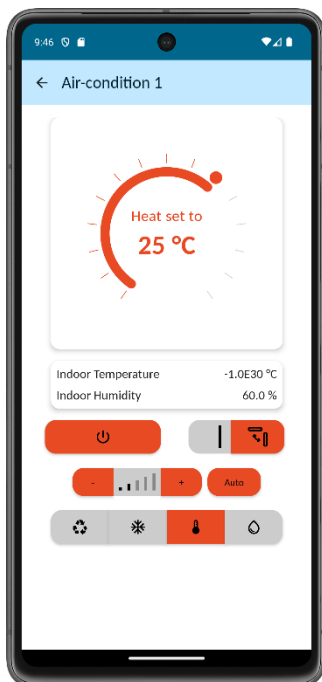 9:46
Air-condition 1
Heat set to
25 °C
Indoor Temperature -1.0E30 °C
Indoor Humidity 60.0 %
- + Auto